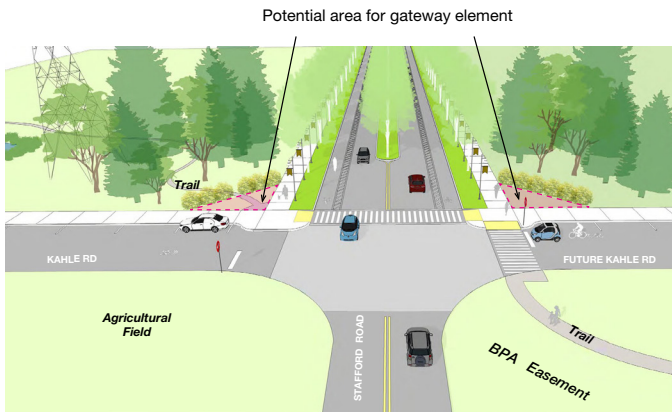 Potential area for gateway element
Trail
KAHLE RD
FUTURE KAHLE RD
Agricultural
Field
STAFFORD ROAD
Trail
BPA Easement